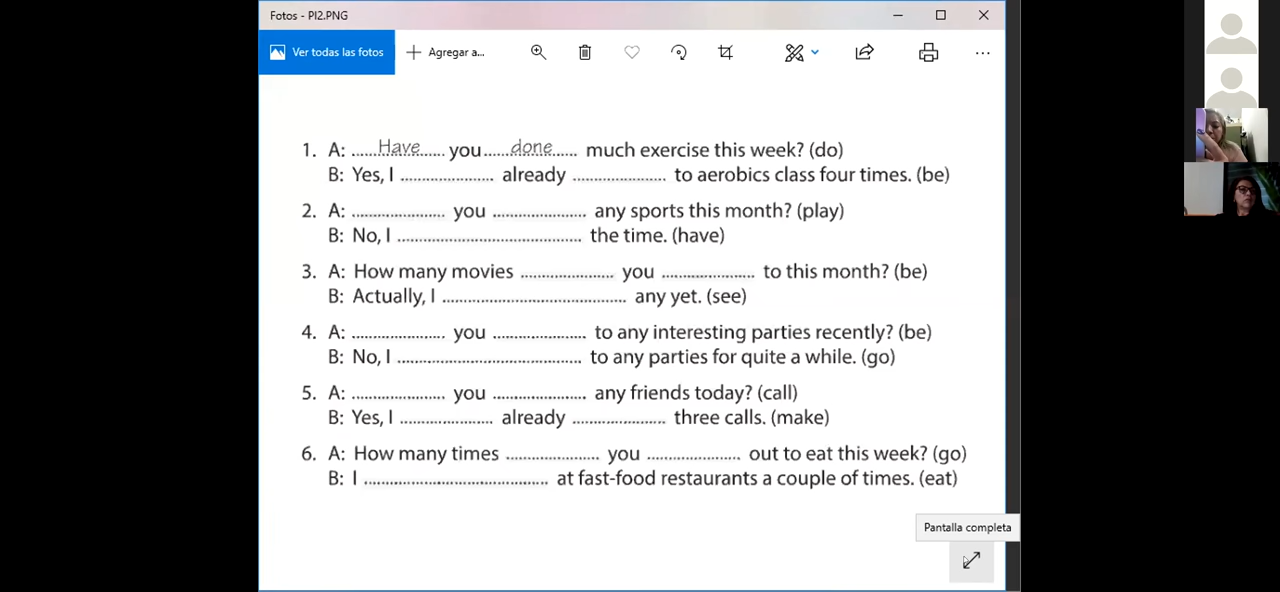 Fotos - PI2.PNG
Ver todas las fotos
Agregar a...
1. A: ....Have.... you ....done.... much exercise this week? (do)
B: Yes, I .................... already .................... to aerobics class four times. (be)
2. A: .................... you .................... any sports this month? (play)
B: No, I ........................................ the time. (have)
3. A: How many movies .................... you .................... to this month? (be)
B: Actually, I ........................................ any yet. (see)
4. A: .................... you .................... to any interesting parties recently? (be)
B: No, I ........................................ to any parties for quite a while. (go)
5. A: .................... you .................... any friends today? (call)
B: Yes, I .................... already .................... three calls. (make)
6. A: How many times .................... you .................... out to eat this week? (go)
B: I ........................................ at fast-food restaurants a couple of times. (eat)
Pantalla completa